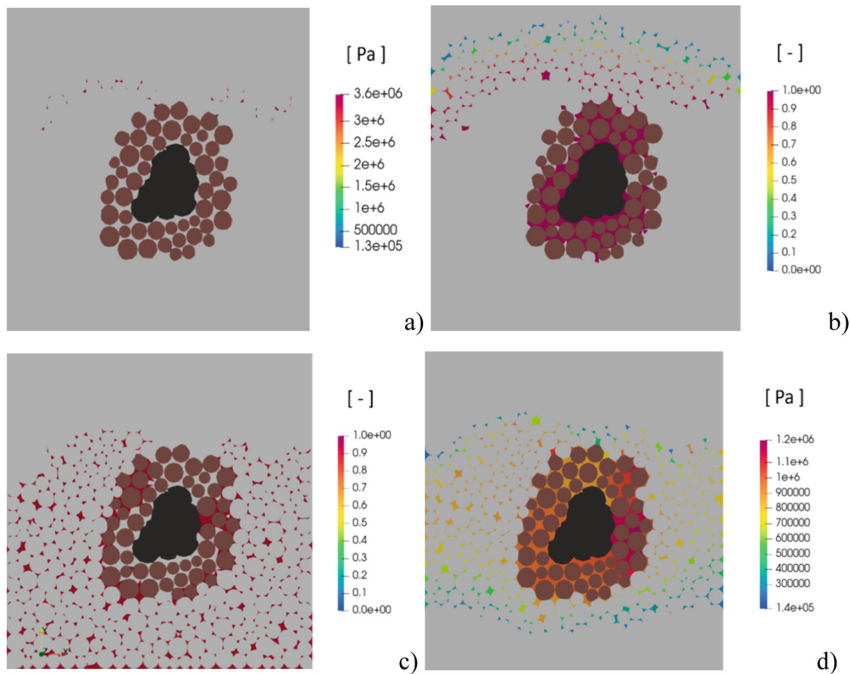 [ Pa ]
3.6e+06
3e+6
2.5e+6
2e+6
1.5e+6
1e+6
500000
1.3e+05
a)
[ - ]
1.0e+00
0.9
0.8
0.7
0.6
0.5
0.4
0.3
0.2
0.1
0.0e+00
b)
[ - ]
1.0e+00
0.9
0.8
0.7
0.6
0.5
0.4
0.3
0.2
0.1
0.0e+00
c)
[ Pa ]
1.2e+06
1.1e+6
1e+6
900000
800000
700000
600000
500000
400000
300000
1.4e+05
d)